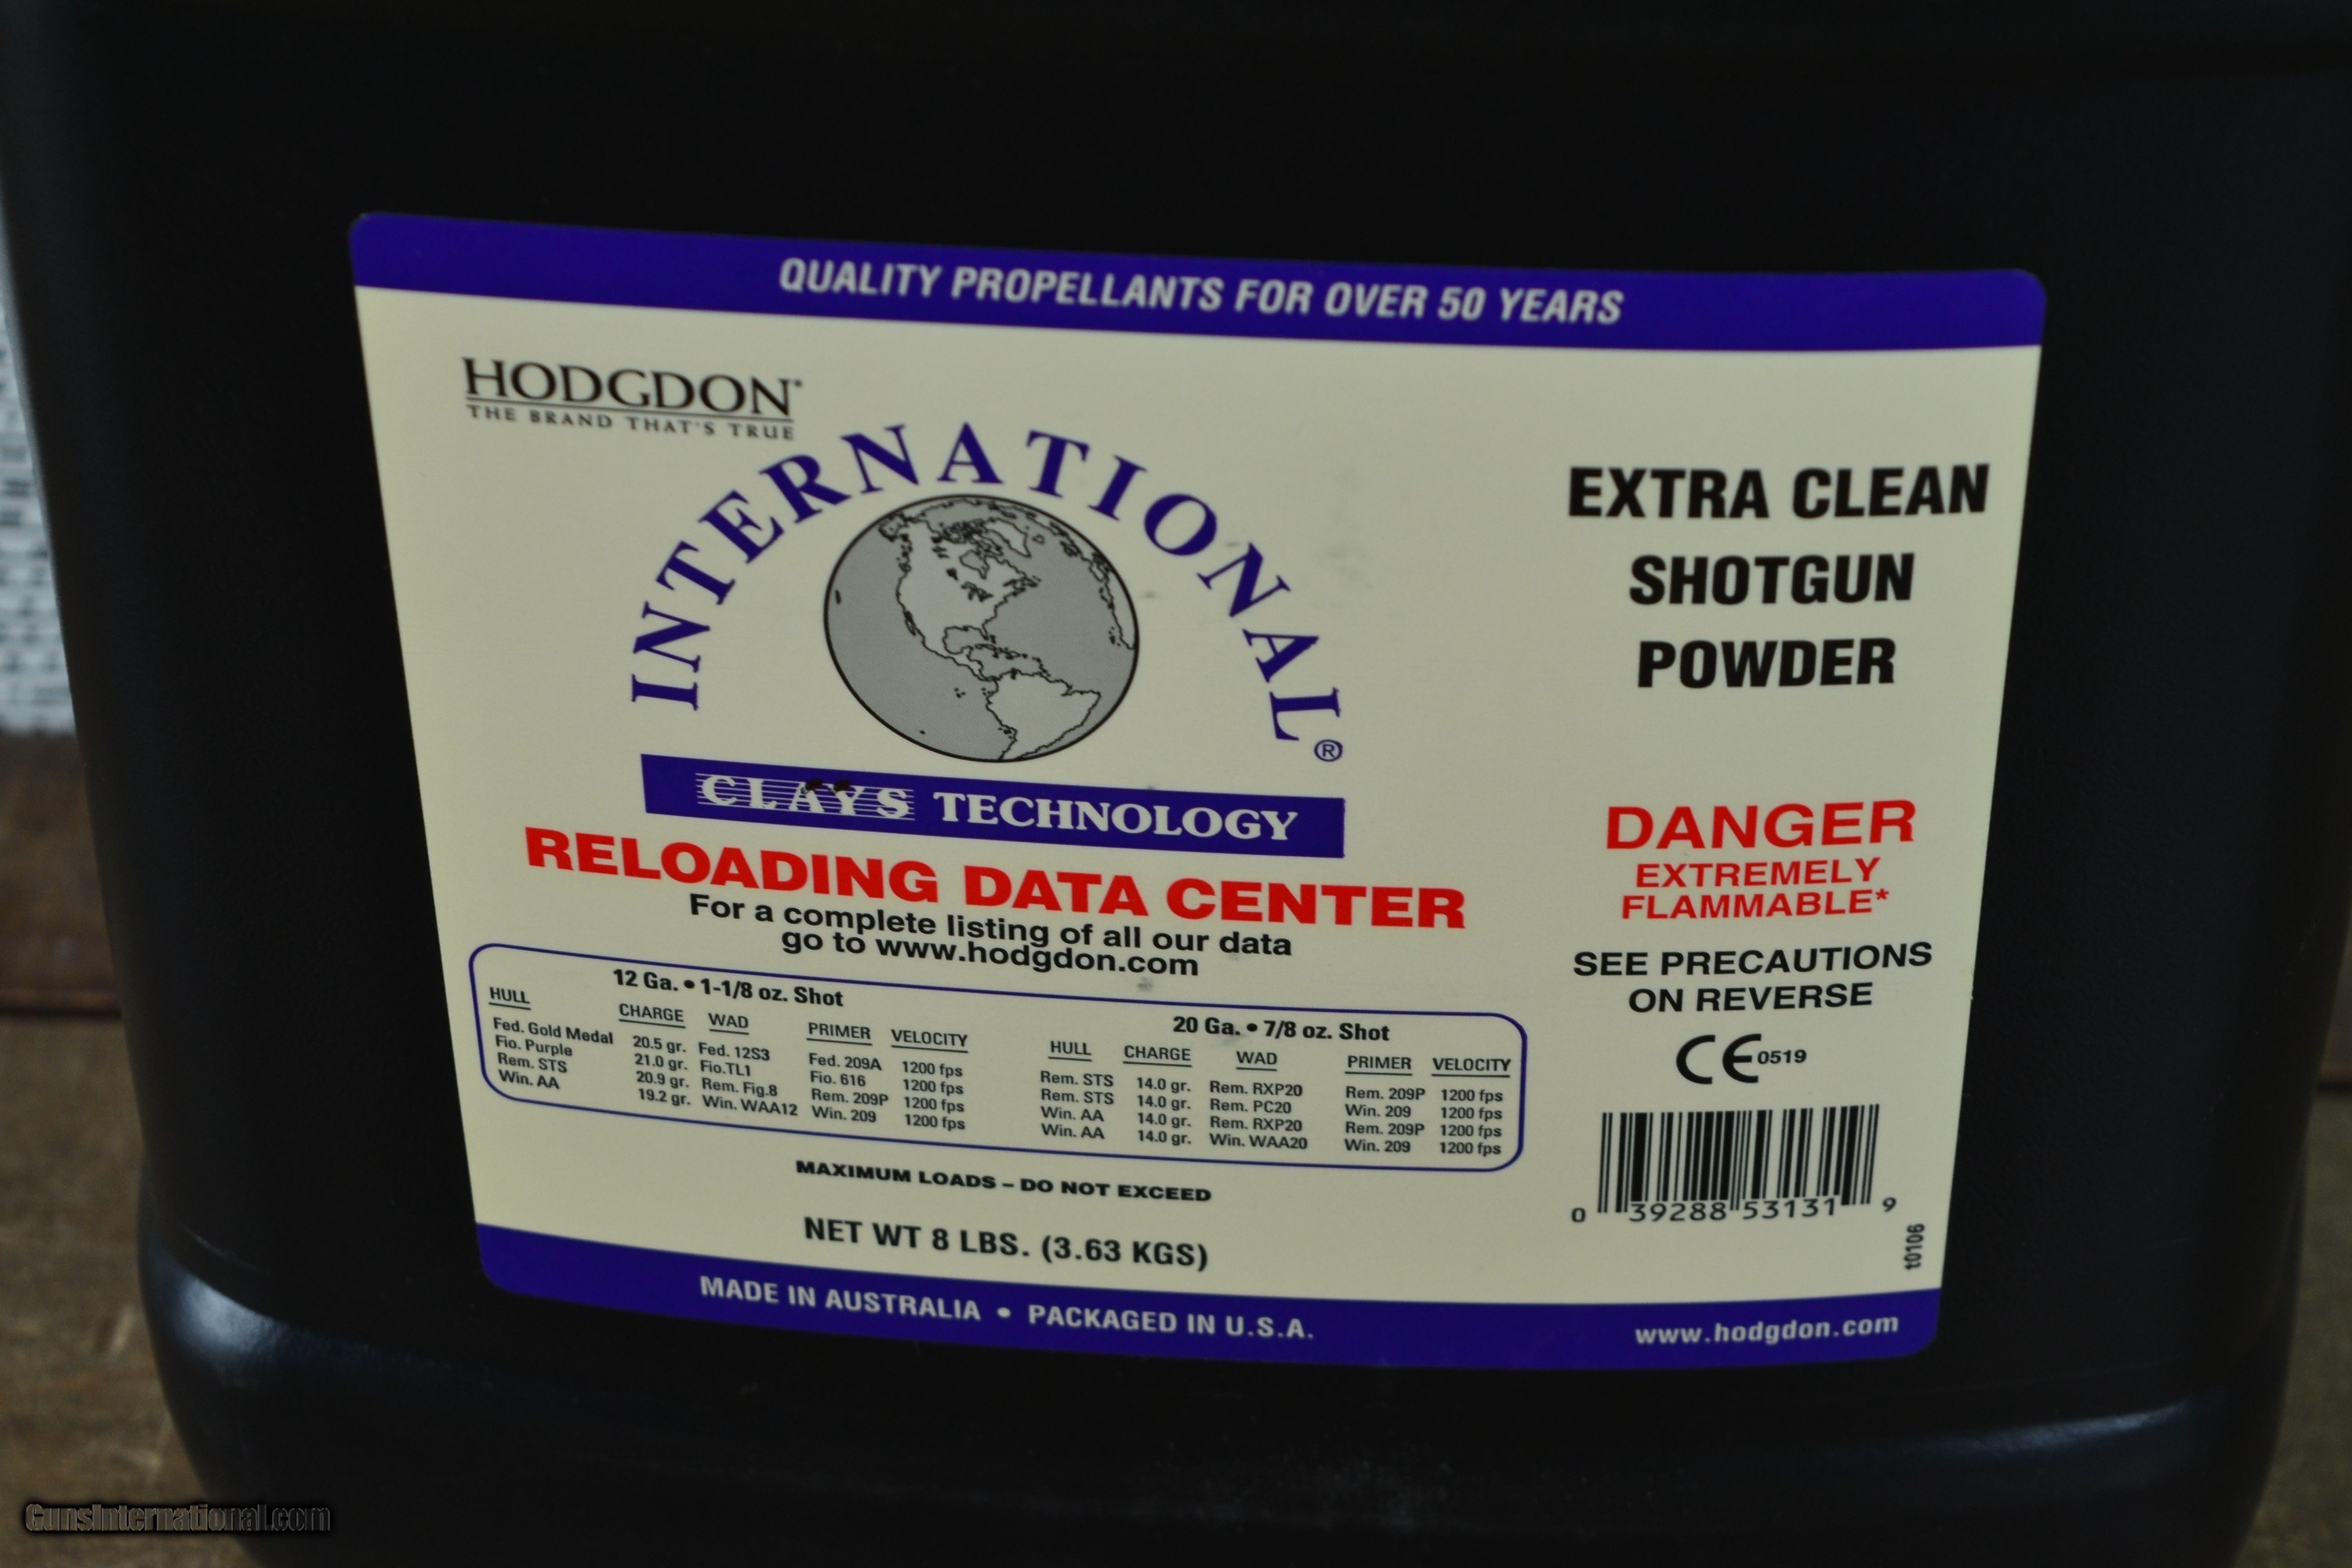 QUALITY PROPELLANTS FOR OVER 50 YEARS
HODGDON®
THE BRAND THAT'S TRUE
INTERNATIONAL®
CLAYS TECHNOLOGY
RELOADING DATA CENTER
For a complete listing of all our data
go to www.hodgdon.com
12 Ga. • 1-1/8 oz. Shot
HULL CHARGE WAD PRIMER VELOCITY
Fed. Gold Medal 20.5 gr. Fed. 12S3 Fed. 209A 1200 fps
Fio. Purple 21.0 gr. Fio.TL1 Fio. 616 1200 fps
Rem. STS 20.9 gr. Rem. Fig.8 Rem. 209P 1200 fps
Win. AA 19.2 gr. Win. WAA12 Win. 209 1200 fps
20 Ga. • 7/8 oz. Shot
HULL CHARGE WAD PRIMER VELOCITY
Rem. STS 14.0 gr. Rem. RXP20 Rem. 209P 1200 fps
Rem. STS 14.0 gr. Rem. PC20 Win. 209 1200 fps
Win. AA 14.0 gr. Rem. RXP20 Rem. 209P 1200 fps
Win. AA 14.0 gr. Win. WAA20 Win. 209 1200 fps
MAXIMUM LOADS – DO NOT EXCEED
NET WT 8 LBS. (3.63 KGS)
EXTRA CLEAN
SHOTGUN
POWDER
DANGER
EXTREMELY
FLAMMABLE*
SEE PRECAUTIONS
ON REVERSE
CE 0519
0 39288 53131 9
t0106
MADE IN AUSTRALIA • PACKAGED IN U.S.A.
www.hodgdon.com
GunsInternational.com